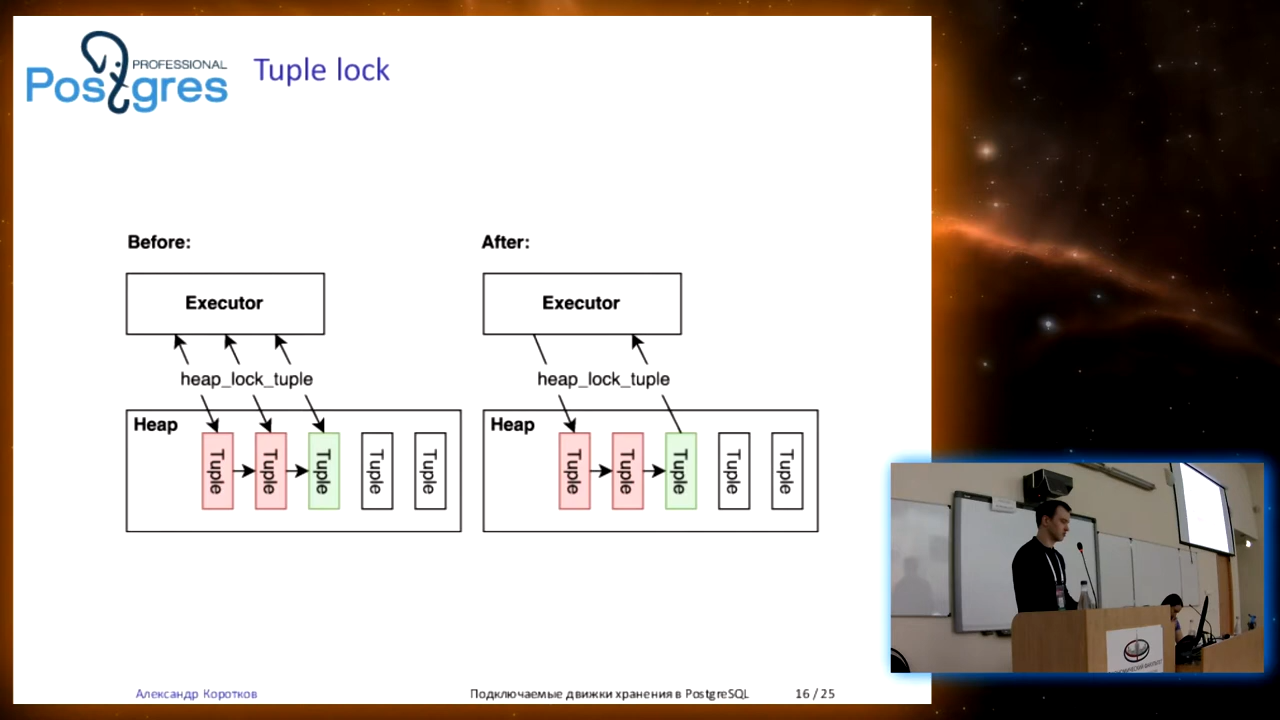 PROFESSIONAL
Postgres
Tuple lock
Before:
Executor
heap_lock_tuple
Heap
Tuple
Tuple
Tuple
Tuple
Tuple
After:
Executor
heap_lock_tuple
Heap
Tuple
Tuple
Tuple
Tuple
Tuple
Александр Коротков
Подключаемые движки хранения в PostgreSQL
16 / 25